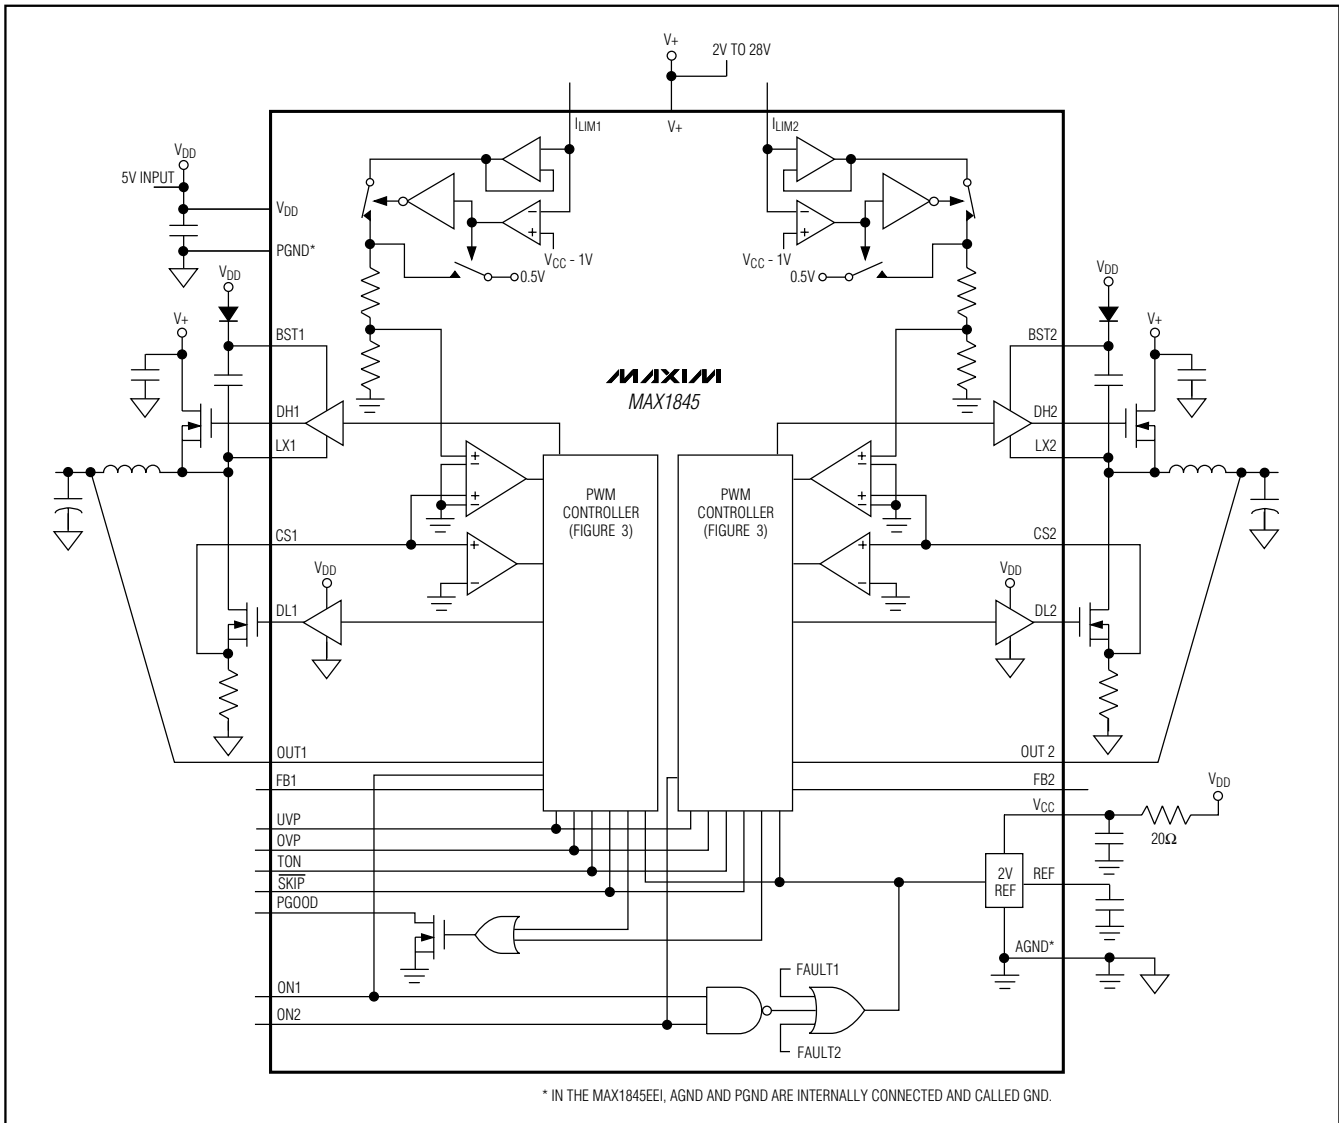 V+
2V TO 28V
V+
ILIM1
ILIM2
VDD
5V INPUT
VDD
PGND*
VCC - 1V
0.5V
VCC - 1V
0.5V
VDD
V+
BST1
DH1
LX1
VDD
V+
BST2
DH2
LX2
MAXIM
MAX1845
PWM
CONTROLLER
(FIGURE 3)
PWM
CONTROLLER
(FIGURE 3)
+
−
+
−
+
−
+
−
+
−
+
−
−
+
−
+
CS1
CS2
VDD
DL1
VDD
DL2
OUT1
OUT 2
FB1
FB2
UVP
OVP
TON
SKIP
PGOOD
VCC
VDD
20Ω
2V
REF
REF
AGND*
ON1
ON2
FAULT1
FAULT2
* IN THE MAX1845EEI, AGND AND PGND ARE INTERNALLY CONNECTED AND CALLED GND.